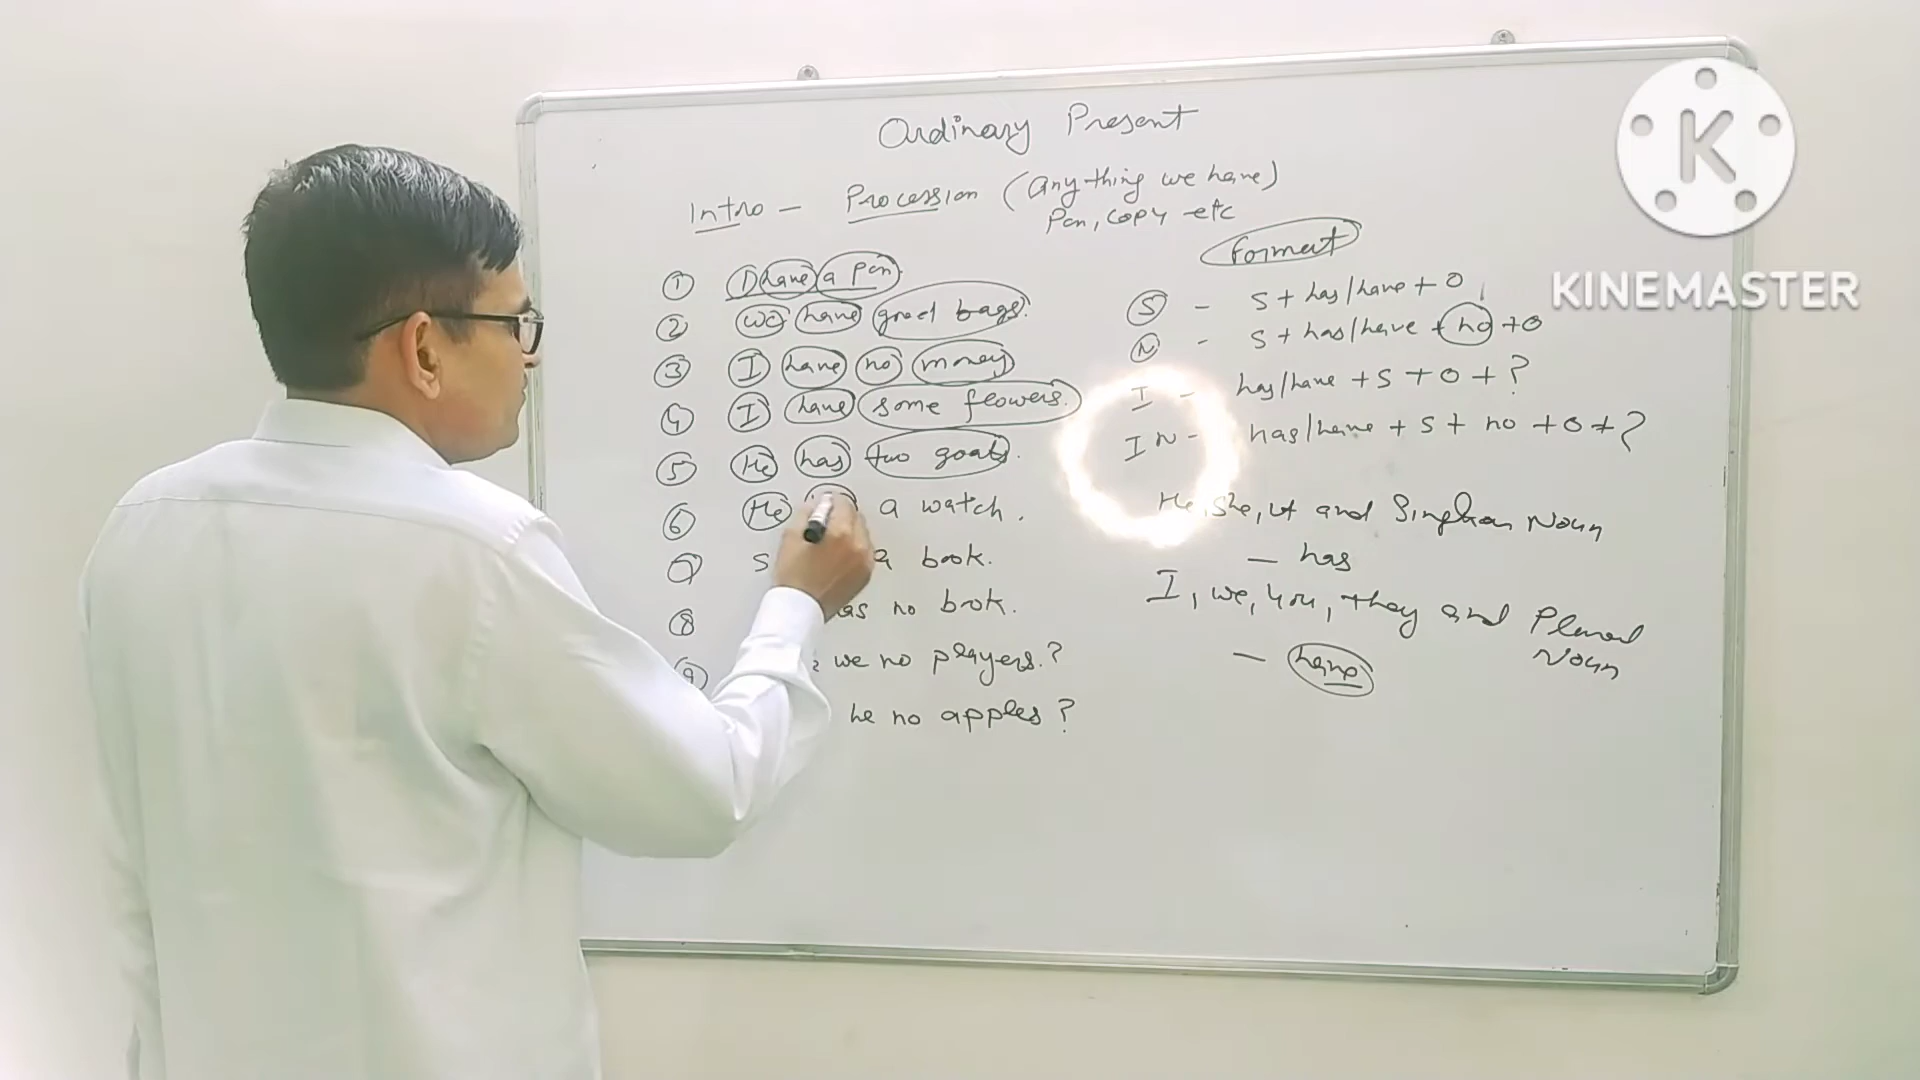 Ordinary Present
Intro - Procession (Anything we have)
Pen, copy etc
Format
① I have a pen
② We have good bags.
③ I have no money
④ I have some flowers.
⑤ He has two goats.
⑥ He a watch.
⑦ S a book.
⑧ as no book.
⑨ we no players.?
he no apples?
S - S + has/have + O
N - S + has/have + no + O
I - has/have + S + O + ?
IN - has/have + S + no + O + ?
He, She, it and Singular Noun
- has
I, we, you, they and Plural
Noun
- have
K
KINEMASTER